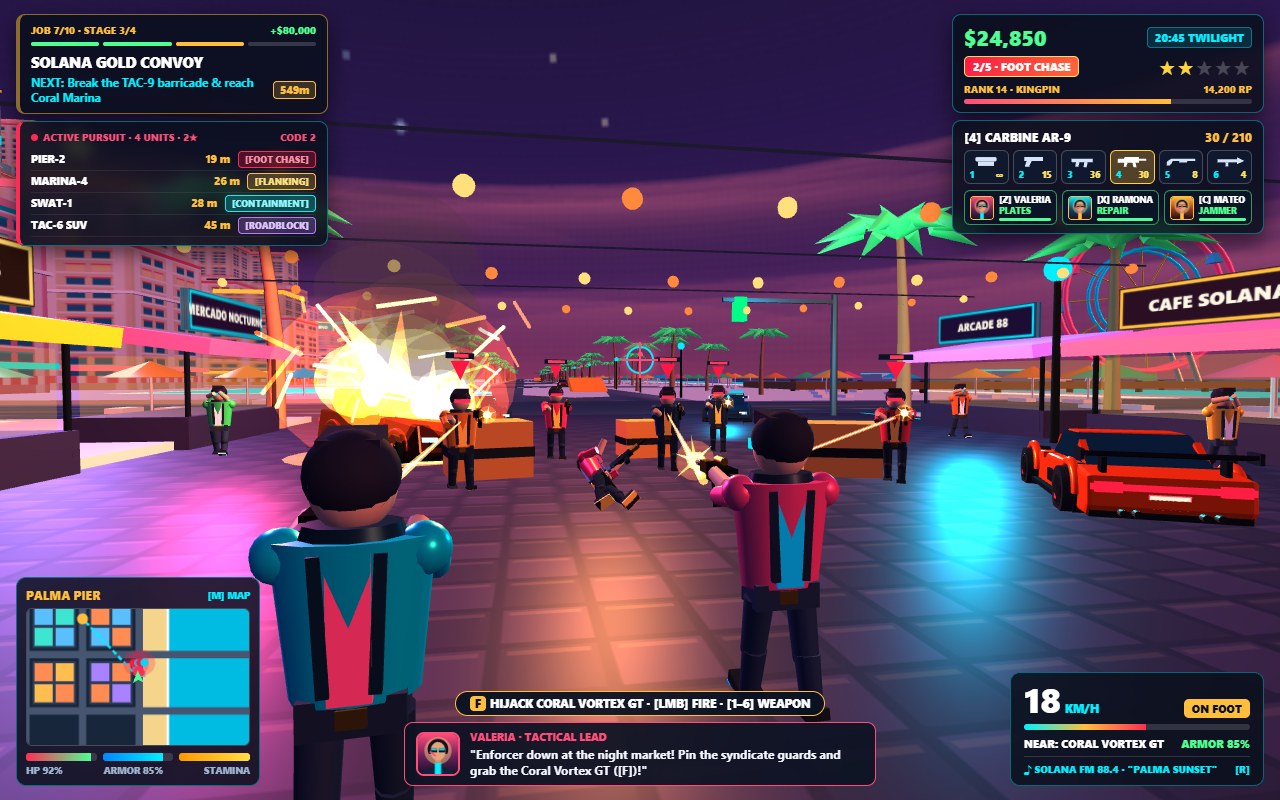 JOB 7/10 · STAGE 3/4
+$80,000
SOLANA GOLD CONVOY
NEXT: Break the TAC-9 barricade & reach
Coral Marina
549m
ACTIVE PURSUIT · 4 UNITS · 2★
CODE 2
PIER-2
19 m
[FOOT CHASE]
MARINA-4
26 m
[FLANKING]
SWAT-1
28 m
[CONTAINMENT]
TAC-6 SUV
45 m
[ROADBLOCK]
$24,850
20:45 TWILIGHT
2/5 · FOOT CHASE
★★★★★
RANK 14 · KINGPIN
14,200 RP
[4] CARBINE AR-9
30 / 210
1 ∞
2 15
3 36
4 30
5 8
6 4
[Z] VALERIA
PLATES
[X] RAMONA
REPAIR
[C] MATEO
JAMMER
MERCADO NOCTURN
ARCADE 88
CAFE SOLANA
PALMA PIER
[M] MAP
HP 92%
ARMOR 85%
STAMINA
F HIJACK CORAL VORTEX GT · [LMB] FIRE · [1-6] WEAPON
VALERIA · TACTICAL LEAD
"Enforcer down at the night market! Pin the syndicate guards and
grab the Coral Vortex GT ([F])!"
18 KM/H
ON FOOT
NEAR: CORAL VORTEX GT
ARMOR 85%
♪ SOLANA FM 88.4 · "PALMA SUNSET"
[R]